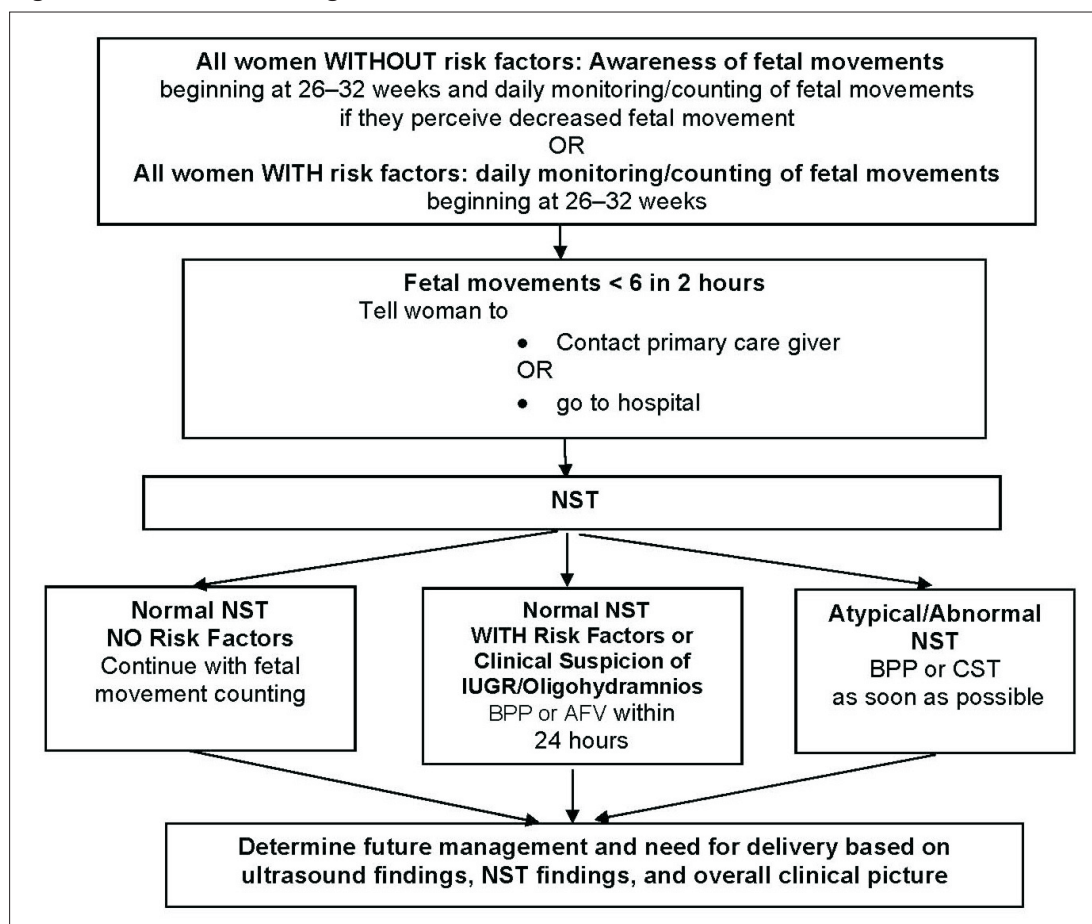 All women WITHOUT risk factors: Awareness of fetal movements
beginning at 26–32 weeks and daily monitoring/counting of fetal movements
if they perceive decreased fetal movement
OR
All women WITH risk factors: daily monitoring/counting of fetal movements
beginning at 26–32 weeks
Fetal movements < 6 in 2 hours
Tell woman to
• Contact primary care giver
OR
• go to hospital
NST
Normal NST
NO Risk Factors
Continue with fetal
movement counting
Normal NST
WITH Risk Factors or
Clinical Suspicion of
IUGR/Oligohydramnios
BPP or AFV within
24 hours
Atypical/Abnormal
NST
BPP or CST
as soon as possible
Determine future management and need for delivery based on
ultrasound findings, NST findings, and overall clinical picture